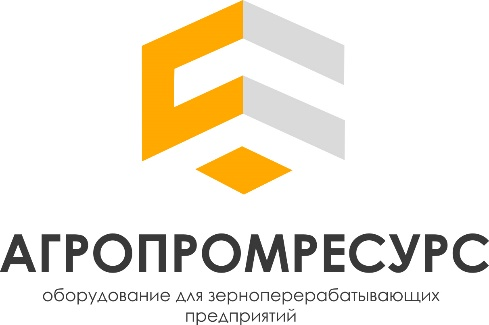 АГРОПРОМРЕСУРС
оборудование для зерноперерабатывающих
предприятий